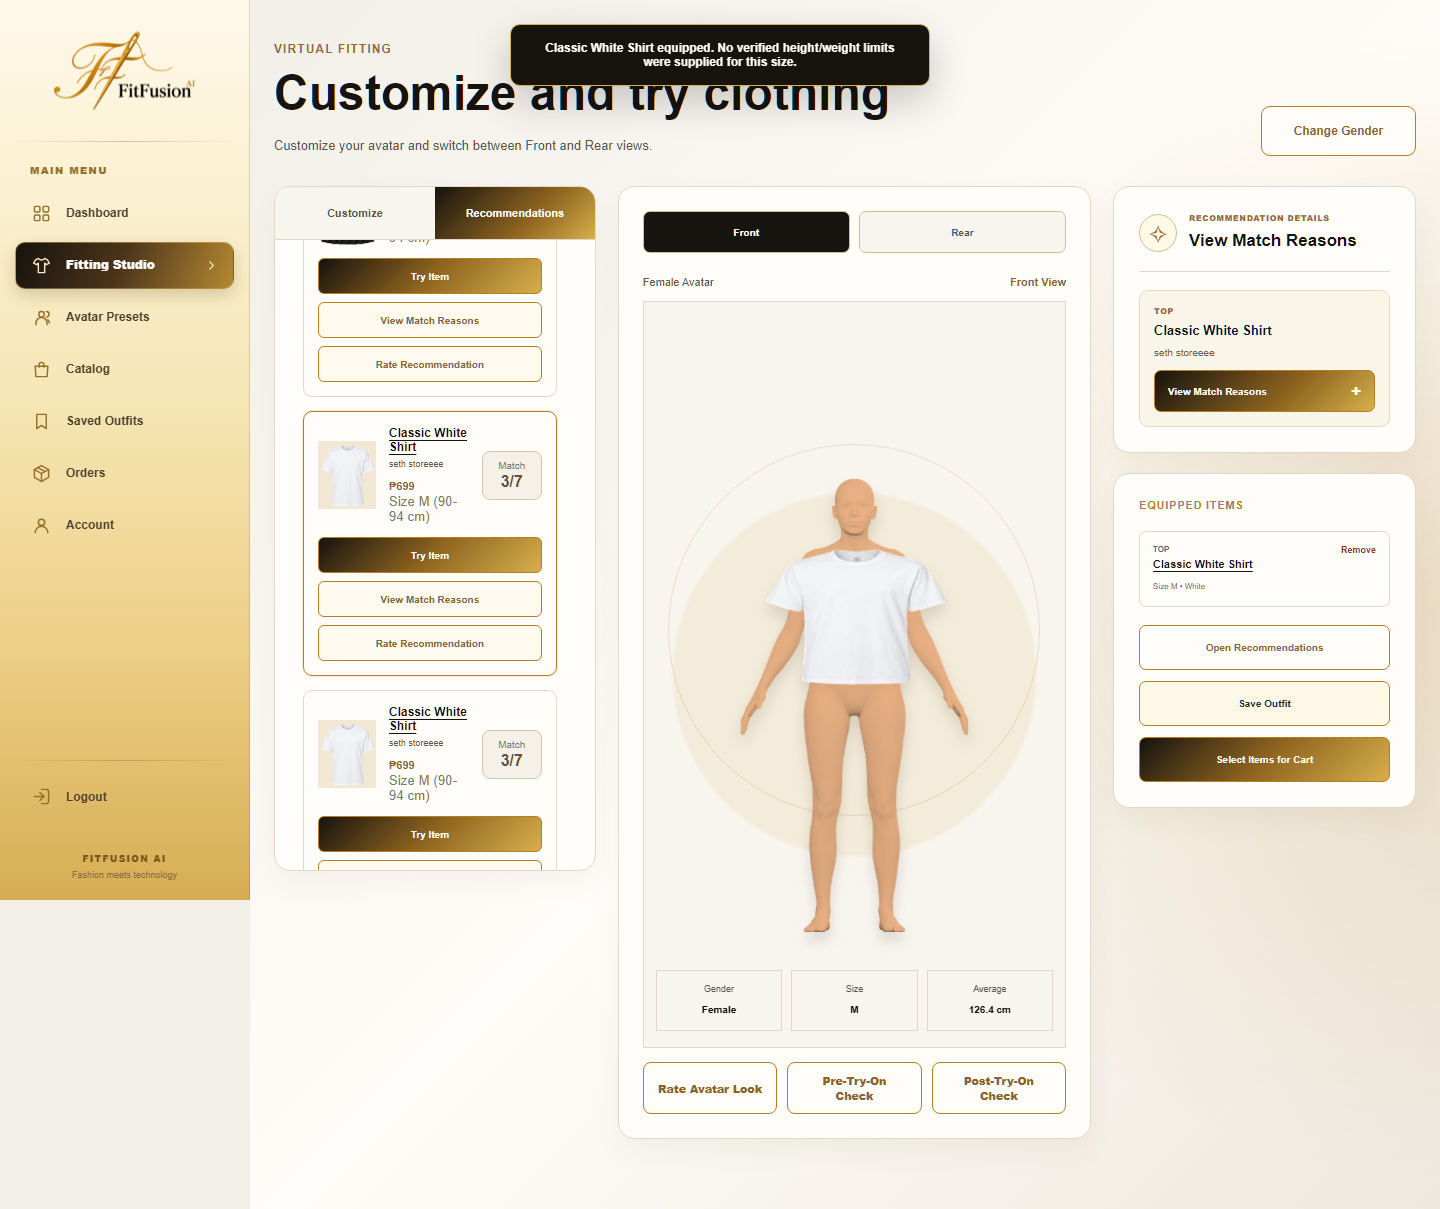 FitFusion AI
MAIN MENU
Dashboard
Fitting Studio
Avatar Presets
Catalog
Saved Outfits
Orders
Account
Logout
FITFUSION AI
Fashion meets technology
VIRTUAL FITTING
Classic White Shirt equipped. No verified height/weight limits
were supplied for this size.
Customize and try clothing
Customize your avatar and switch between Front and Rear views.
Change Gender
Customize
Recommendations
Try Item
View Match Reasons
Rate Recommendation
Classic White
Shirt
seth storeeee
₱699
Size M (90-
94 cm)
Match
3/7
Try Item
View Match Reasons
Rate Recommendation
Classic White
Shirt
seth storeeee
₱699
Size M (90-
94 cm)
Match
3/7
Try Item
Front
Rear
Female Avatar
Front View
Gender
Female
Size
M
Average
126.4 cm
Rate Avatar Look
Pre-Try-On
Check
Post-Try-On
Check
RECOMMENDATION DETAILS
View Match Reasons
TOP
Classic White Shirt
seth storeeee
View Match Reasons +
EQUIPPED ITEMS
TOP
Remove
Classic White Shirt
Size M • White
Open Recommendations
Save Outfit
Select Items for Cart